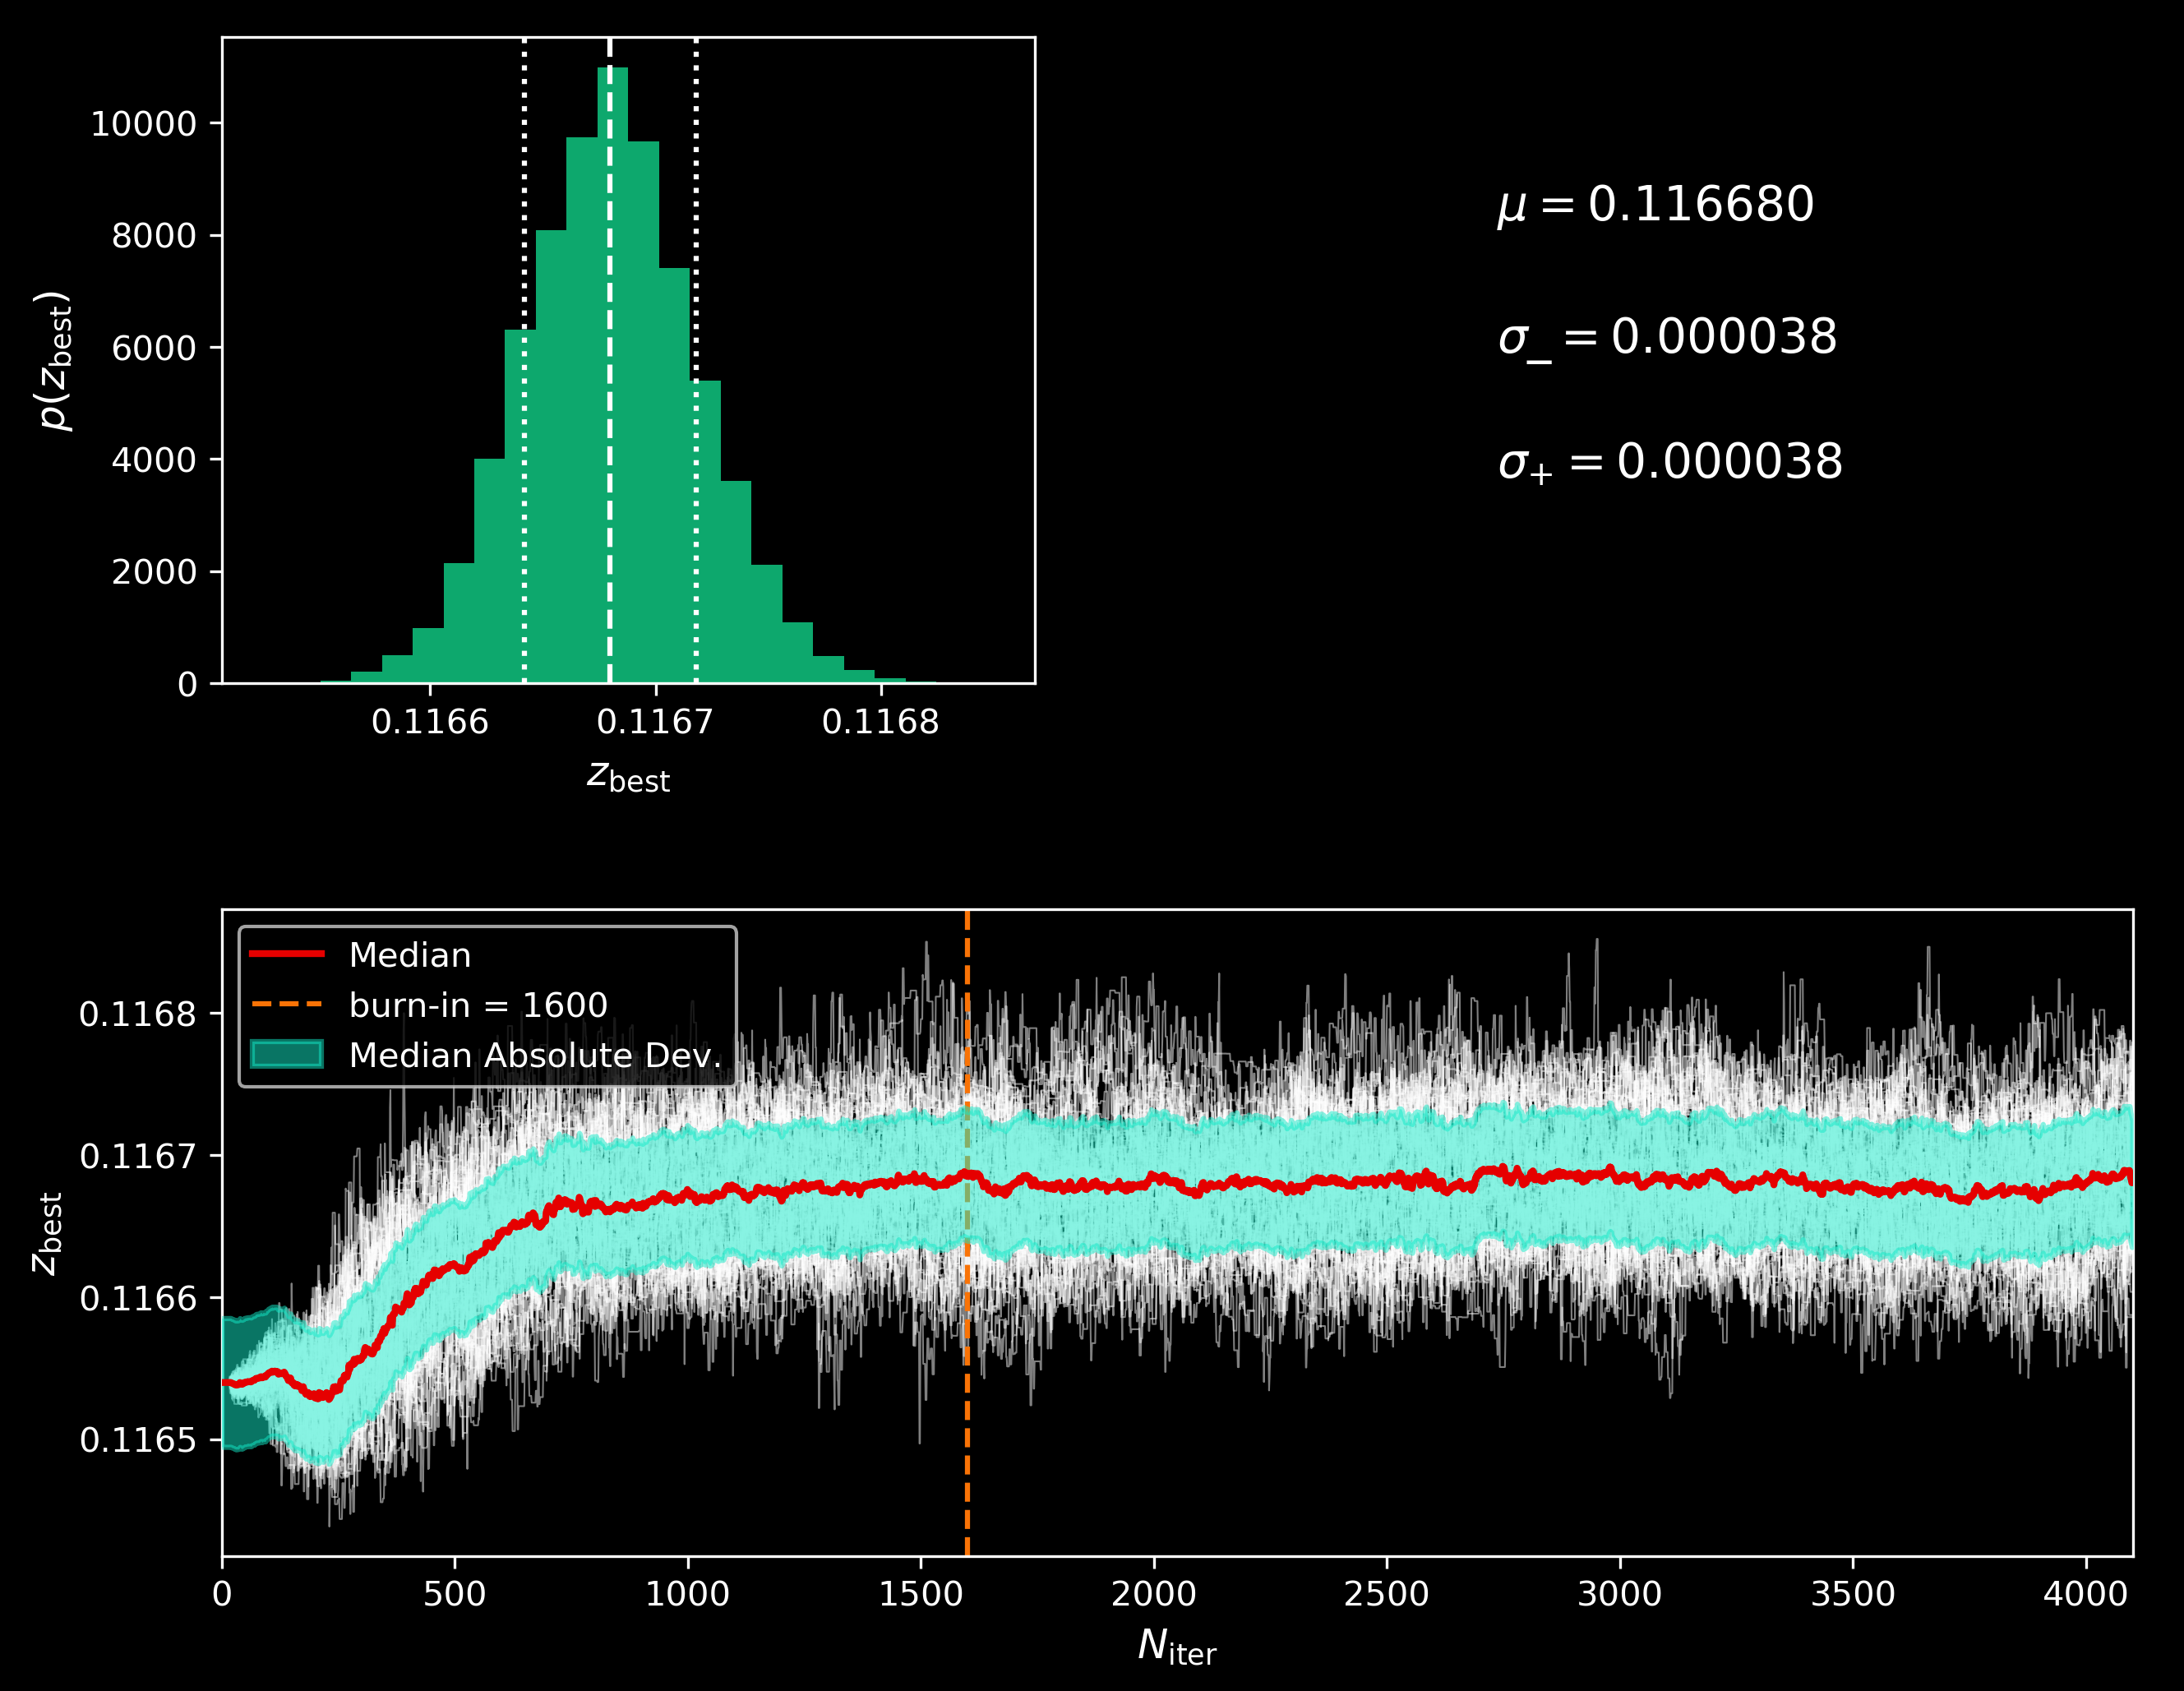 10000
8000
6000
4000
2000
0
p(z_best)
0.1166 0.1167 0.1168
z_best
μ = 0.116680
σ_− = 0.000038
σ_+ = 0.000038
Median
burn-in = 1600
Median Absolute Dev.
0.1168
0.1167
0.1166
0.1165
z_best
0 500 1000 1500 2000 2500 3000 3500 4000
N_iter